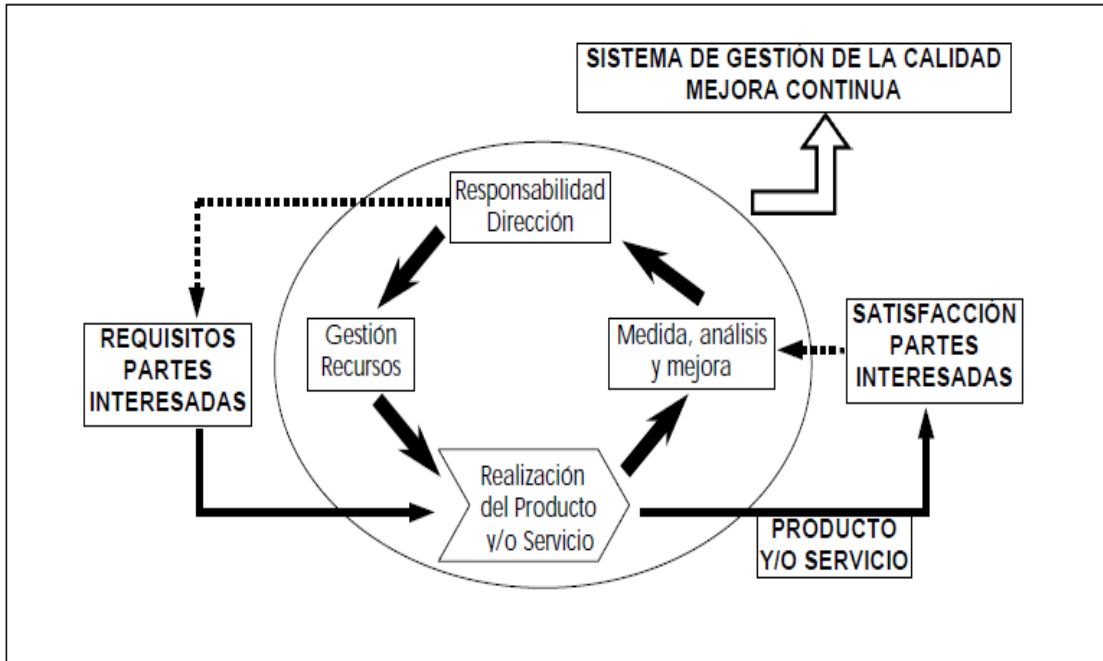 SISTEMA DE GESTIÓN DE LA CALIDAD
MEJORA CONTINUA
Responsabilidad
Dirección
REQUISITOS
PARTES
INTERESADAS
Gestión
Recursos
Medida, análisis
y mejora
SATISFACCIÓN
PARTES
INTERESADAS
Realización
del Producto
y/o Servicio
PRODUCTO
Y/O SERVICIO